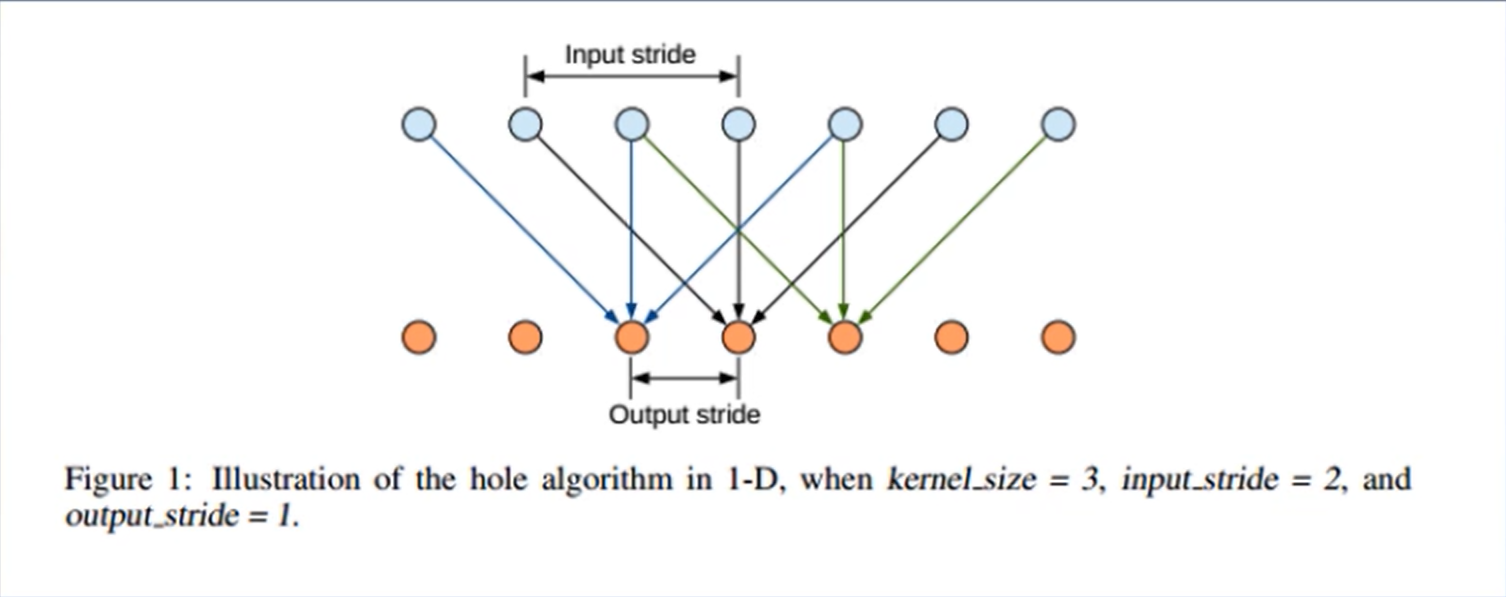 Input stride
Output stride
Figure 1: Illustration of the hole algorithm in 1-D, when kernel_size = 3, input_stride = 2, and
output_stride = 1.